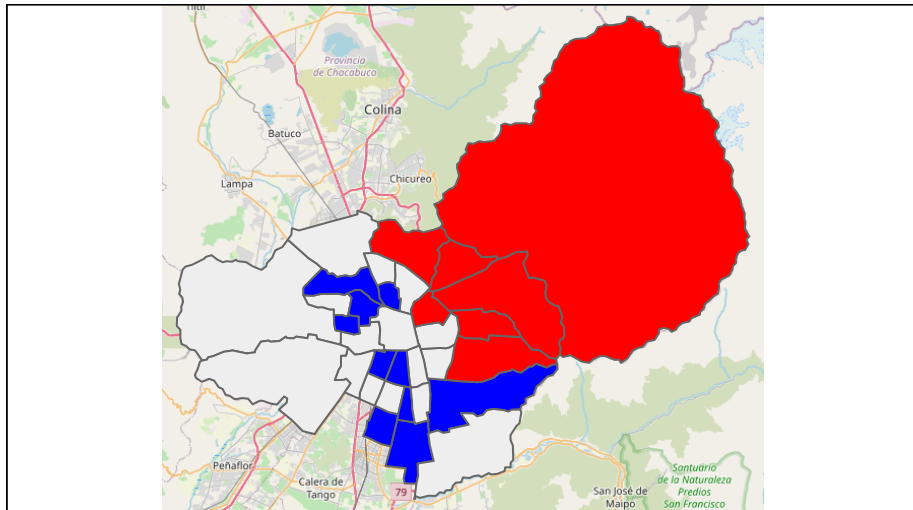 Provincia
de Chacabuco
Colina
Batuco
Chicureo
Lampa
Peñaflor
Calera de
Tango
79
San José de
Maipo
Santuario
de la Naturaleza
Predios
San Francisco